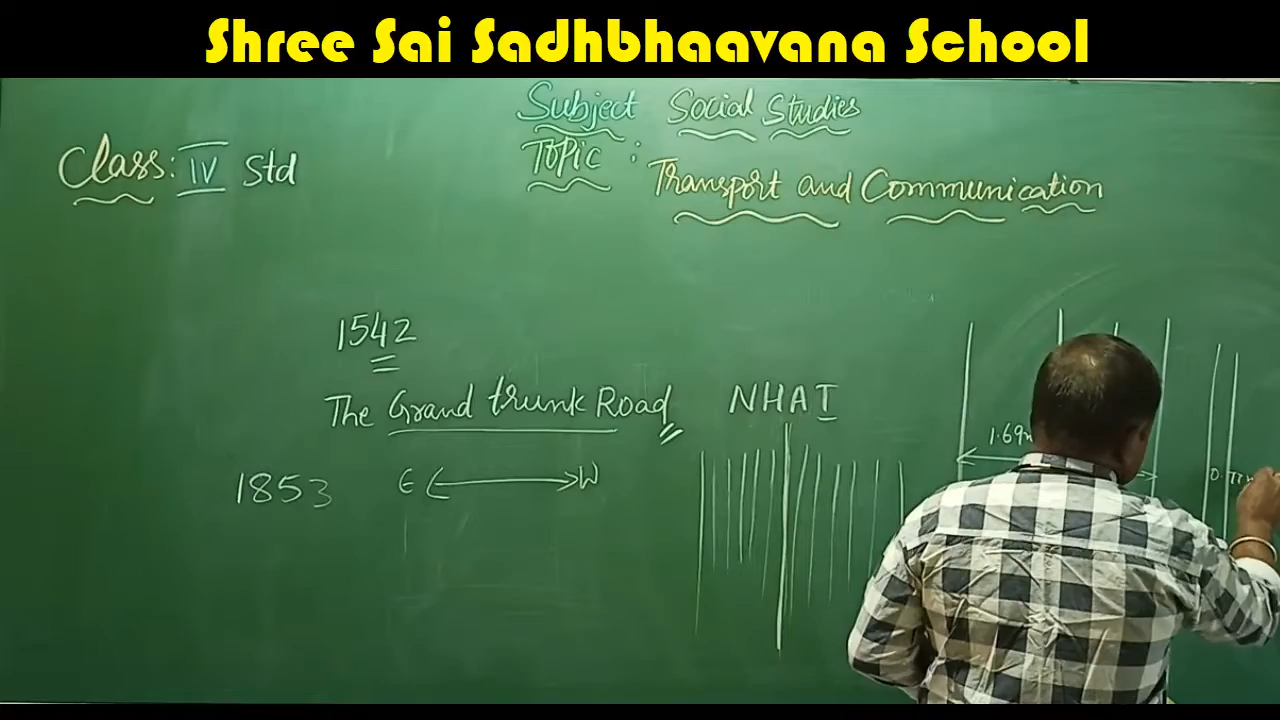 Shree Sai Sadhbhaavana School
Subject Social Studies
Class: IV Std
Topic :
Transport and Communication
1542
The Grand trunk Road
NHAI
1853
E W